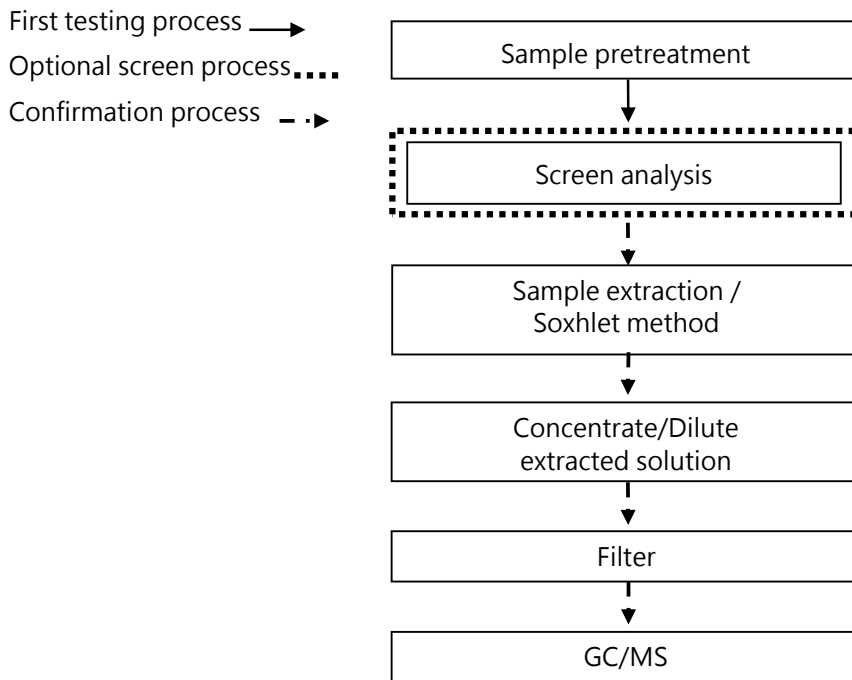 First testing process
Optional screen process
Confirmation process
Sample pretreatment
Screen analysis
Sample extraction /
Soxhlet method
Concentrate/Dilute
extracted solution
Filter
GC/MS